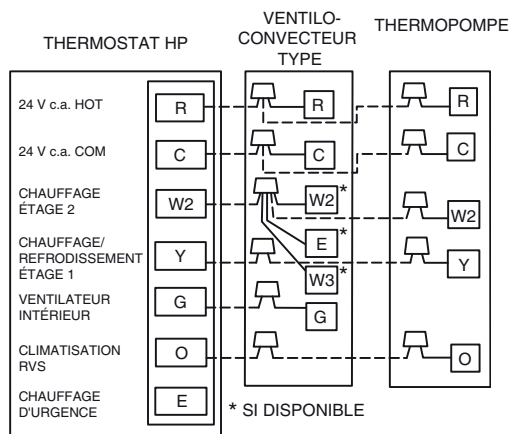 THERMOSTAT HP
VENTILO-
CONVECTEUR
TYPE
THERMOPOMPE
24 V c.a. HOT
R
R
R
24 V c.a. COM
C
C
C
CHAUFFAGE
ÉTAGE 2
W2
W2*
W2
E*
W3*
CHAUFFAGE/
REFRODISSEMENT
ÉTAGE 1
Y
Y
VENTILATEUR
INTÉRIEUR
G
G
CLIMATISATION
RVS
O
O
CHAUFFAGE
D'URGENCE
E
* SI DISPONIBLE